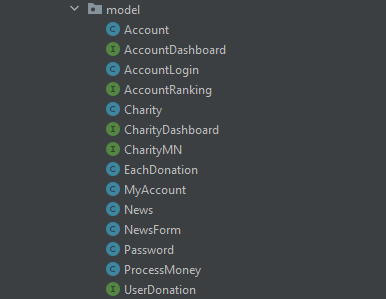 model
C Account
I AccountDashboard
C AccountLogin
I AccountRanking
C Charity
I CharityDashboard
I CharityMN
C EachDonation
C MyAccount
C News
C NewsForm
C Password
C ProcessMoney
I UserDonation